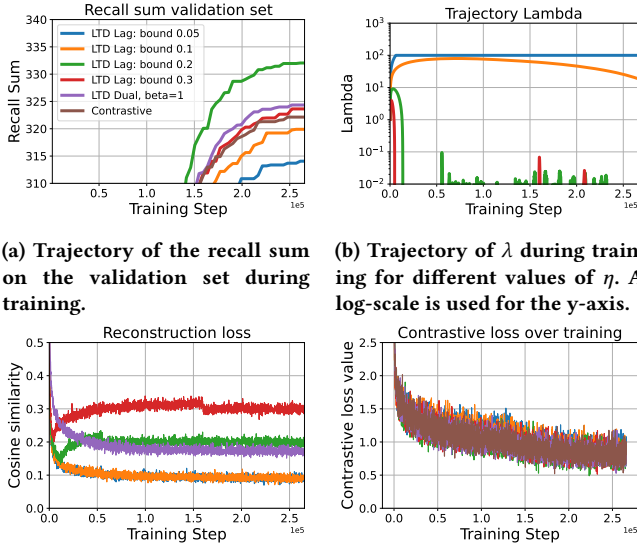 Recall sum validation set
Recall Sum
340
335
330
325
320
315
310
LTD Lag: bound 0.05
LTD Lag: bound 0.1
LTD Lag: bound 0.2
LTD Lag: bound 0.3
LTD Dual, beta=1
Contrastive
0.5 1.0 1.5 2.0 2.5
1e5
Training Step
Trajectory Lambda
Lambda
10³
10²
10¹
10⁰
10⁻¹
10⁻²
0.0 0.5 1.0 1.5 2.0 2.5
1e5
Training Step
(a) Trajectory of the recall sum
on the validation set during
training.
(b) Trajectory of λ during train-
ing for different values of η. A
log-scale is used for the y-axis.
Reconstruction loss
Cosine similarity
0.5
0.4
0.3
0.2
0.1
0.0
0.0 0.5 1.0 1.5 2.0 2.5
1e5
Training Step
Contrastive loss over training
Contrastive loss value
2.5
2.0
1.5
1.0
0.5
0.0
0.0 0.5 1.0 1.5 2.0 2.5
1e5
Training Step